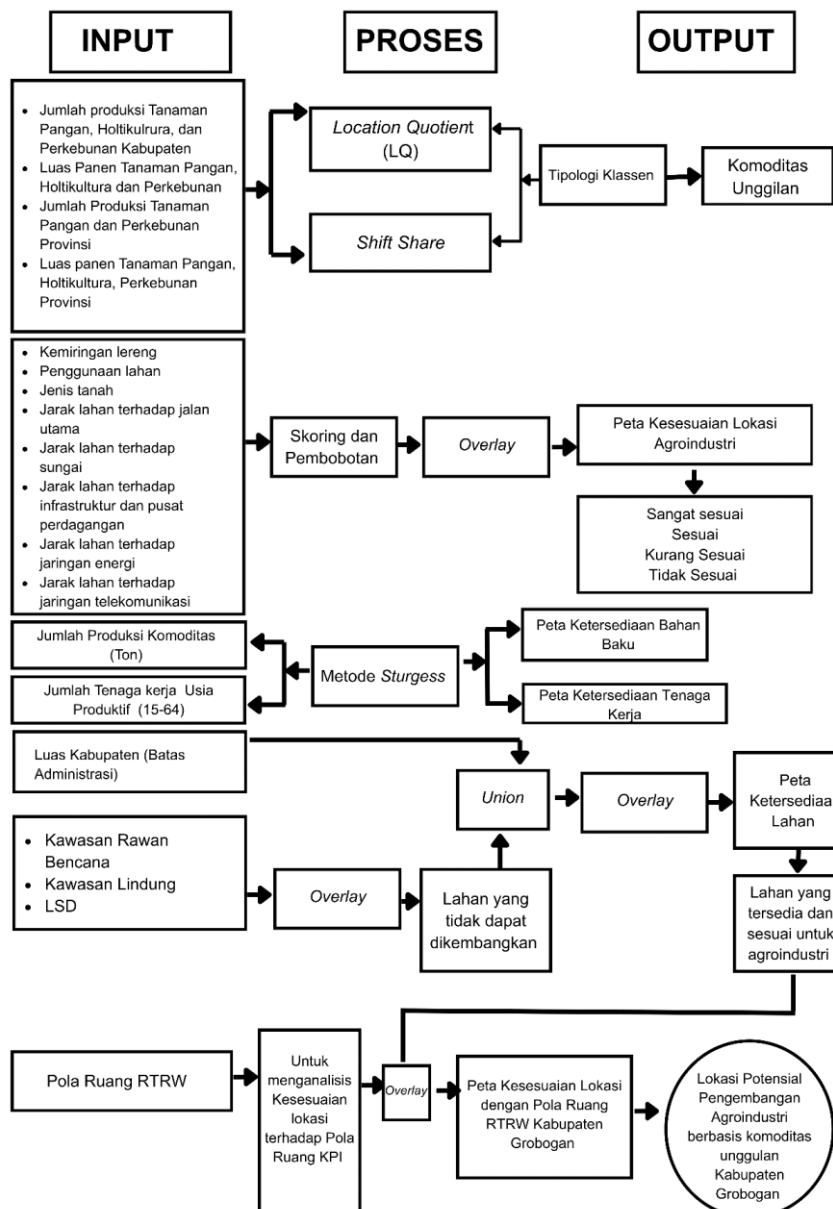 INPUT
PROSES
OUTPUT
• Jumlah produksi Tanaman
Pangan, Holtikulrura, dan
Perkebunan Kabupaten
• Luas Panen Tanaman Pangan,
Holtikultura dan Perkebunan
• Jumlah Produksi Tanaman
Pangan dan Perkebunan
Provinsi
• Luas panen Tanaman Pangan,
Holtikultura, Perkebunan
Provinsi
Location Quotient
(LQ)
Shift Share
Tipologi Klassen
Komoditas
Unggilan
• Kemiringan lereng
• Penggunaan lahan
• Jenis tanah
• Jarak lahan terhadap jalan
utama
• Jarak lahan terhadap
sungai
• Jarak lahan terhadap
infrastruktur dan pusat
perdagangan
• Jarak lahan terhadap
jaringan energi
• Jarak lahan terhadap
jaringan telekomunikasi
Skoring dan
Pembobotan
Overlay
Peta Kesesuaian Lokasi
Agroindustri
Sangat sesuai
Sesuai
Kurang Sesuai
Tidak Sesuai
Jumlah Produksi Komoditas
(Ton)
Jumlah Tenaga kerja Usia
Produktif (15-64)
Metode Sturgess
Peta Ketersediaan Bahan
Baku
Peta Ketersediaan Tenaga
Kerja
Luas Kabupaten (Batas
Administrasi)
Union
Overlay
Peta
Ketersediaa
Lahan
• Kawasan Rawan
Bencana
• Kawasan Lindung
• LSD
Overlay
Lahan yang
tidak dapat
dikembangkan
Lahan yang
tersedia dan
sesuai untuk
agroindustri
Pola Ruang RTRW
Untuk
menganalisis
Kesesuaian
lokasi
terhadap Pola
Ruang KPI
Overlay
Peta Kesesuaian Lokasi
dengan Pola Ruang
RTRW Kabupaten
Grobogan
Lokasi Potensial
Pengembangan
Agroindustri
berbasis komoditas
unggulan
Kabupaten
Grobogan